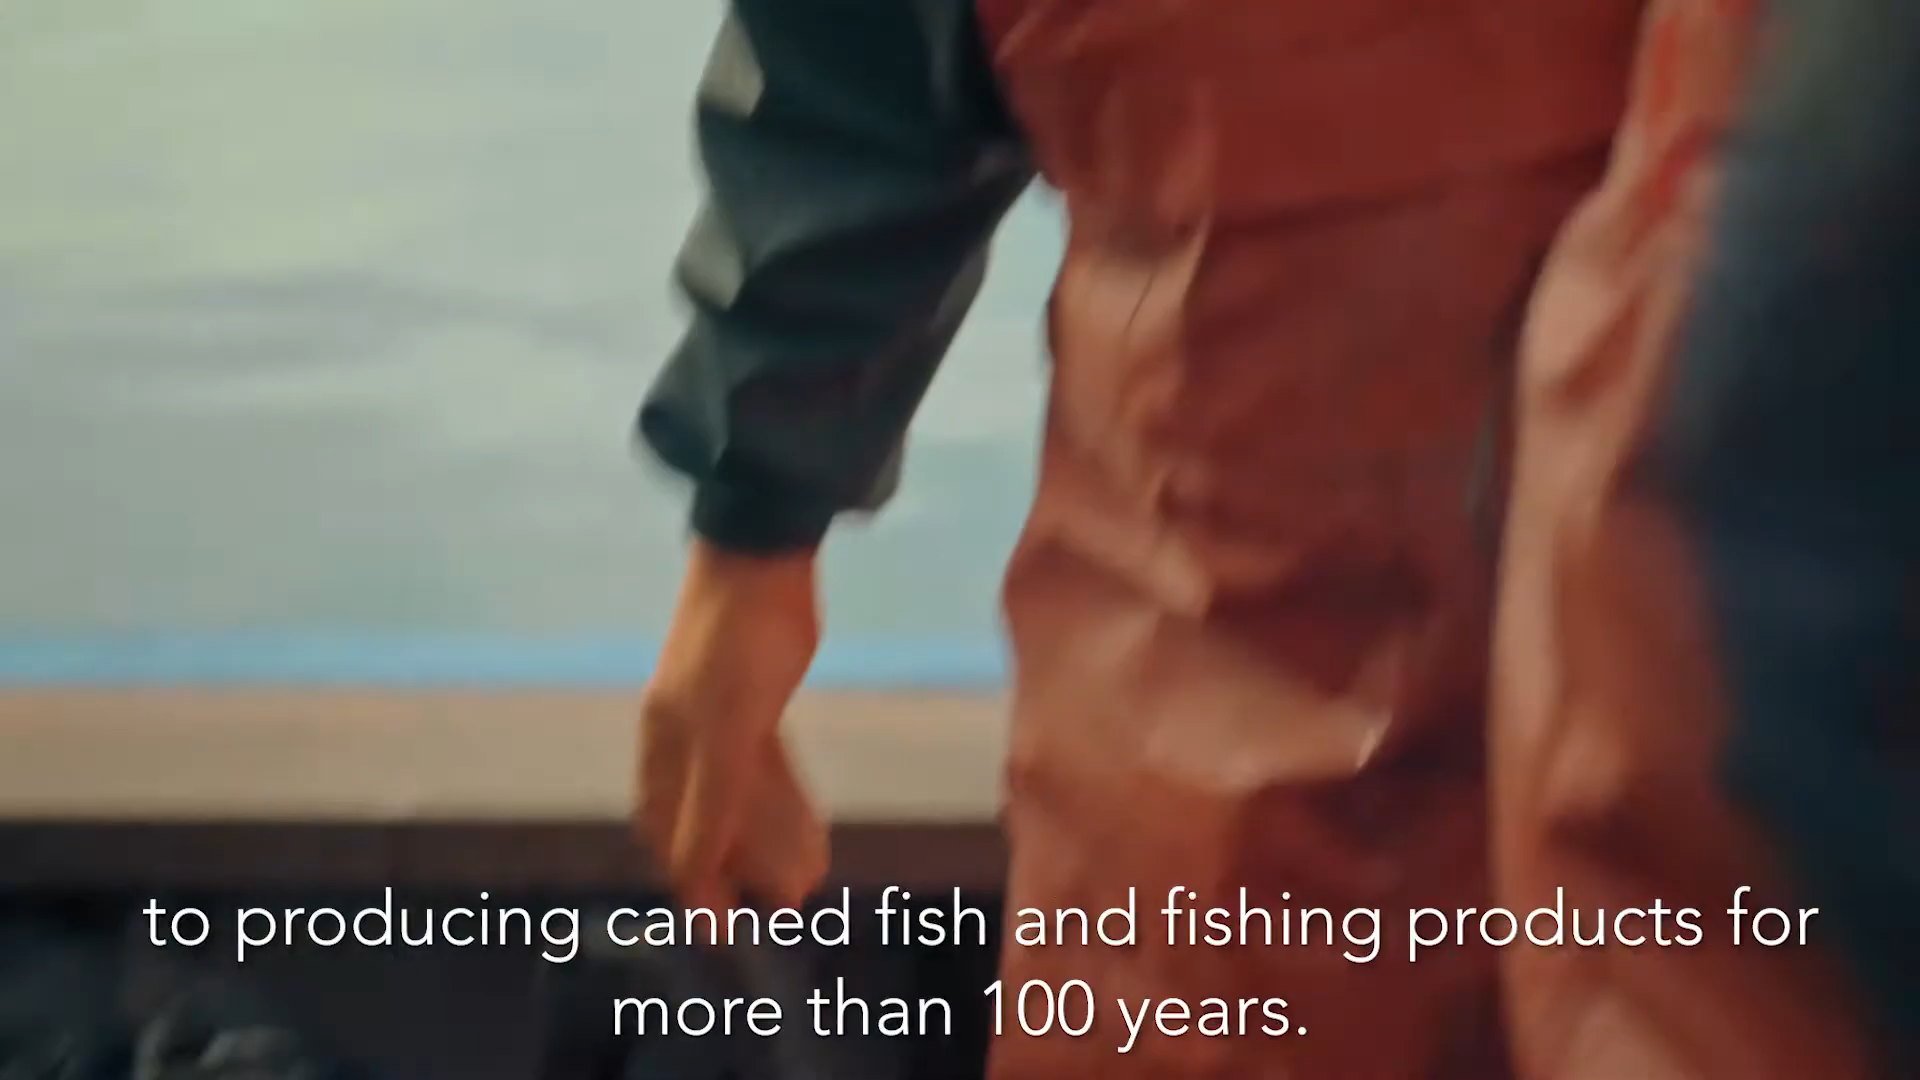 to producing canned fish and fishing products for
more than 100 years.